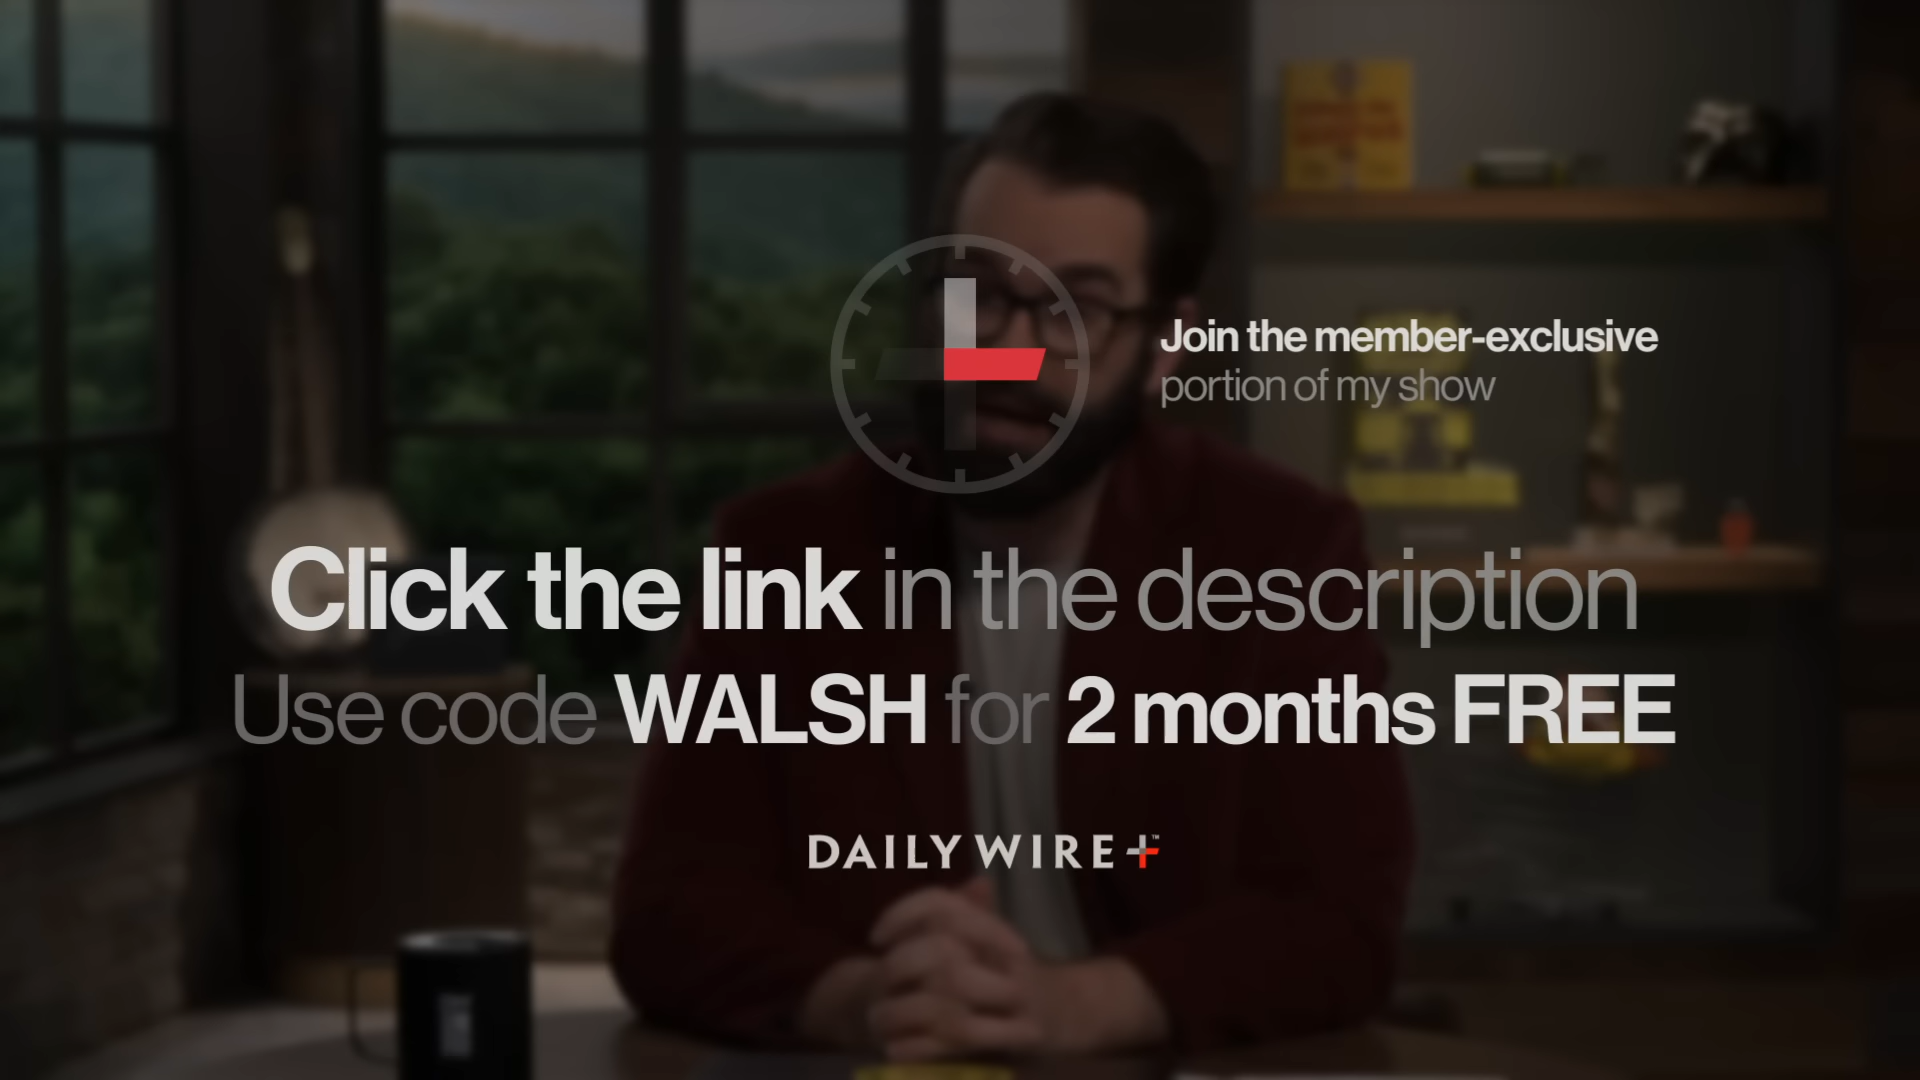 Join the member-exclusive
portion of my show
Click the link in the description
Use code WALSH for 2 months FREE
DAILY WIRE+™